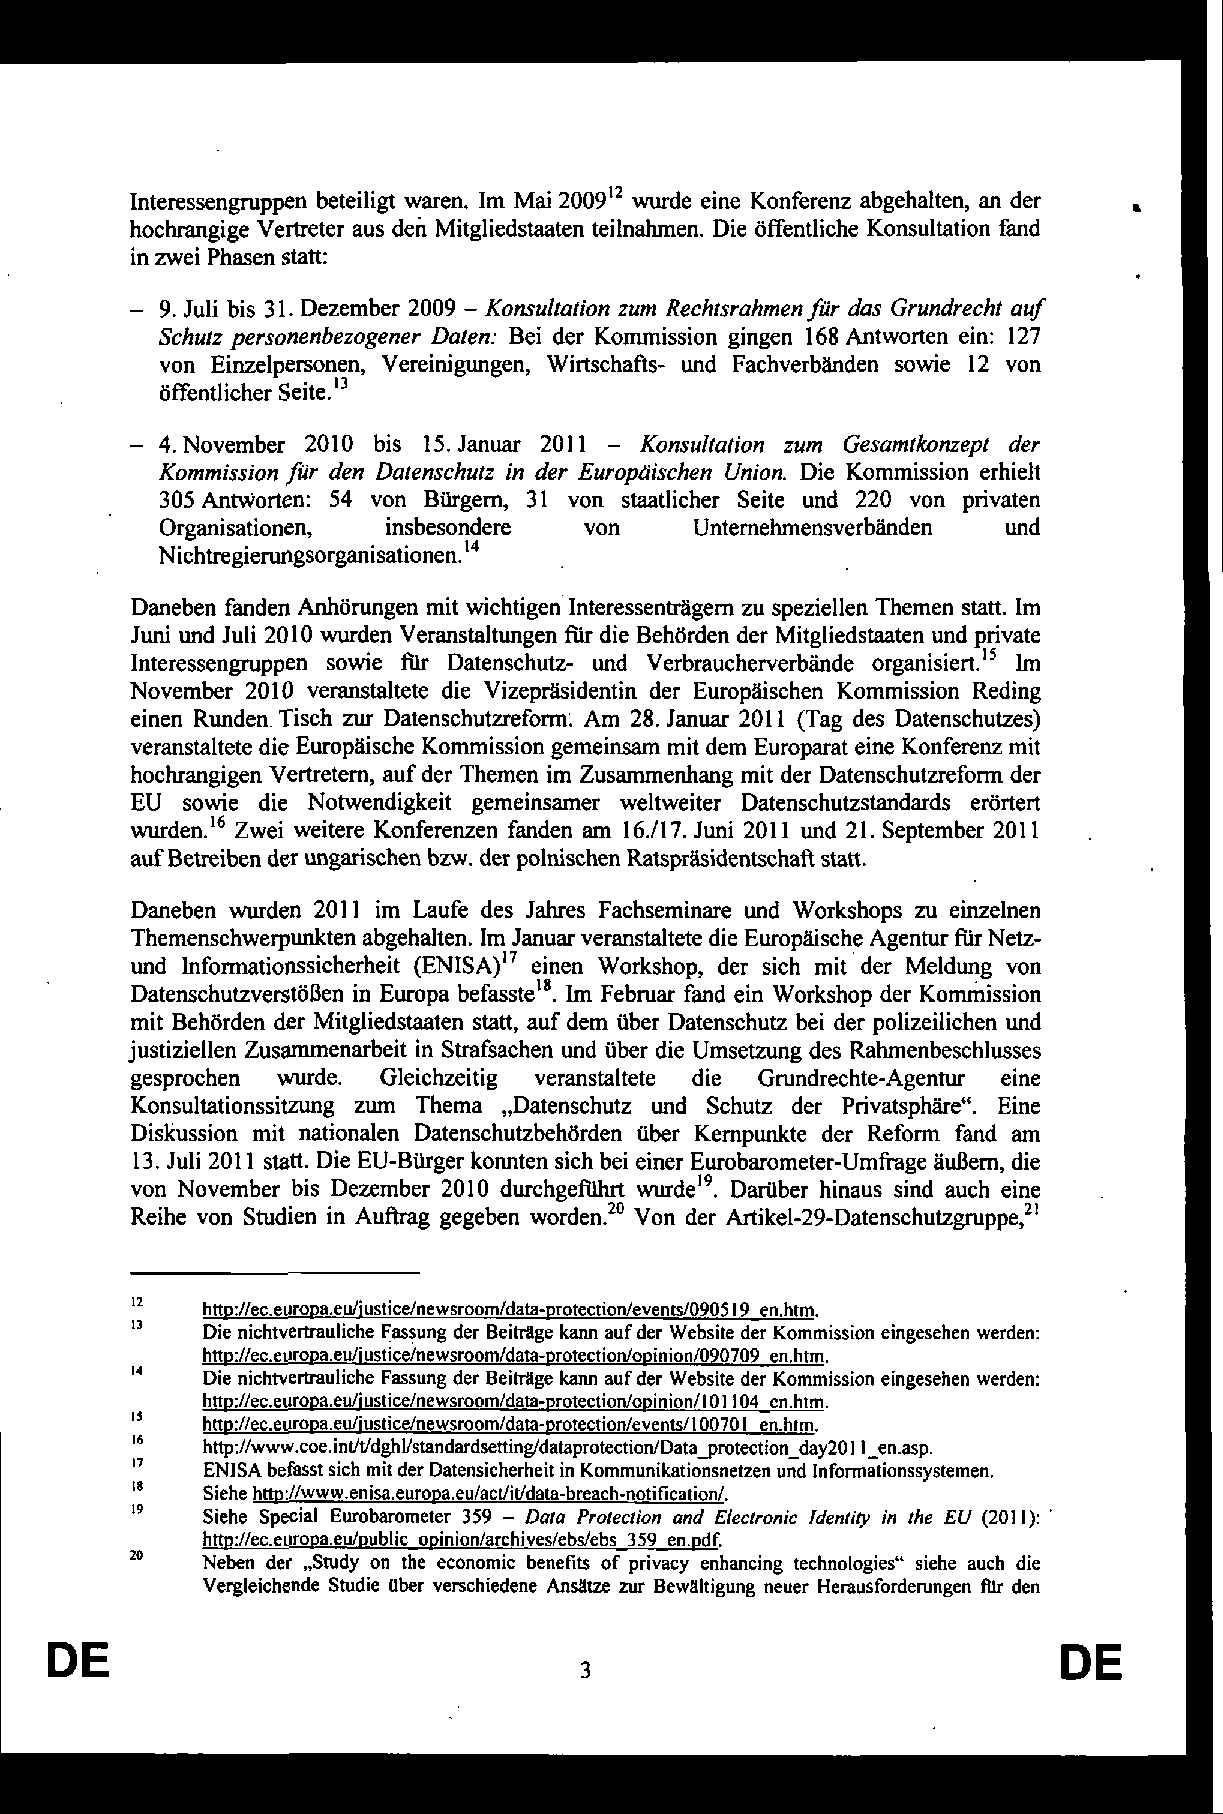 Interessengruppen beteiligt waren. Im Mai 2009¹² wurde eine Konferenz abgehalten, an der
hochrangige Vertreter aus den Mitgliedstaaten teilnahmen. Die öffentliche Konsultation fand
in zwei Phasen statt:
– 9. Juli bis 31. Dezember 2009 – Konsultation zum Rechtsrahmen für das Grundrecht auf
Schutz personenbezogener Daten: Bei der Kommission gingen 168 Antworten ein: 127
von Einzelpersonen, Vereinigungen, Wirtschafts- und Fachverbänden sowie 12 von
öffentlicher Seite.¹³
– 4. November 2010 bis 15. Januar 2011 – Konsultation zum Gesamtkonzept der
Kommission für den Datenschutz in der Europäischen Union. Die Kommission erhielt
305 Antworten: 54 von Bürgern, 31 von staatlicher Seite und 220 von privaten
Organisationen, insbesondere von Unternehmensverbänden und
Nichtregierungsorganisationen.¹⁴
Daneben fanden Anhörungen mit wichtigen Interessenträgern zu speziellen Themen statt. Im
Juni und Juli 2010 wurden Veranstaltungen für die Behörden der Mitgliedstaaten und private
Interessengruppen sowie für Datenschutz- und Verbraucherverbände organisiert.¹⁵ Im
November 2010 veranstaltete die Vizepräsidentin der Europäischen Kommission Reding
einen Runden Tisch zur Datenschutzreform. Am 28. Januar 2011 (Tag des Datenschutzes)
veranstaltete die Europäische Kommission gemeinsam mit dem Europarat eine Konferenz mit
hochrangigen Vertretern, auf der Themen im Zusammenhang mit der Datenschutzreform der
EU sowie die Notwendigkeit gemeinsamer weltweiter Datenschutzstandards erörtert
wurden.¹⁶ Zwei weitere Konferenzen fanden am 16./17. Juni 2011 und 21. September 2011
auf Betreiben der ungarischen bzw. der polnischen Ratspräsidentschaft statt.
Daneben wurden 2011 im Laufe des Jahres Fachseminare und Workshops zu einzelnen
Themenschwerpunkten abgehalten. Im Januar veranstaltete die Europäische Agentur für Netz-
und Informationssicherheit (ENISA)¹⁷ einen Workshop, der sich mit der Meldung von
Datenschutzverstößen in Europa befasste¹⁸. Im Februar fand ein Workshop der Kommission
mit Behörden der Mitgliedstaaten statt, auf dem über Datenschutz bei der polizeilichen und
justiziellen Zusammenarbeit in Strafsachen und über die Umsetzung des Rahmenbeschlusses
gesprochen wurde. Gleichzeitig veranstaltete die Grundrechte-Agentur eine
Konsultationssitzung zum Thema „Datenschutz und Schutz der Privatsphäre“. Eine
Diskussion mit nationalen Datenschutzbehörden über Kernpunkte der Reform fand am
13. Juli 2011 statt. Die EU-Bürger konnten sich bei einer Eurobarometer-Umfrage äußern, die
von November bis Dezember 2010 durchgeführt wurde¹⁹. Darüber hinaus sind auch eine
Reihe von Studien in Auftrag gegeben worden.²⁰ Von der Artikel-29-Datenschutzgruppe,²¹
12 http://ec.europa.eu/justice/newsroom/data-protection/events/090519_en.htm.
13 Die nichtvertrauliche Fassung der Beiträge kann auf der Website der Kommission eingesehen werden:
http://ec.europa.eu/justice/newsroom/data-protection/opinion/090709_en.htm.
14 Die nichtvertrauliche Fassung der Beiträge kann auf der Website der Kommission eingesehen werden:
http://ec.europa.eu/justice/newsroom/data-protection/opinion/101104_en.htm.
15 http://ec.europa.eu/justice/newsroom/data-protection/events/100701_en.htm.
16 http://www.coe.int/t/dghl/standardsetting/dataprotection/Data_protection_day2011_en.asp.
17 ENISA befasst sich mit der Datensicherheit in Kommunikationsnetzen und Informationssystemen.
18 Siehe http://www.enisa.europa.eu/act/it/data-breach-notification/.
19 Siehe Special Eurobarometer 359 – Data Protection and Electronic Identity in the EU (2011):
http://ec.europa.eu/public_opinion/archives/ebs/ebs_359_en.pdf.
20 Neben der „Study on the economic benefits of privacy enhancing technologies“ siehe auch die
Vergleichende Studie über verschiedene Ansätze zur Bewältigung neuer Herausforderungen für den
DE 3 DE